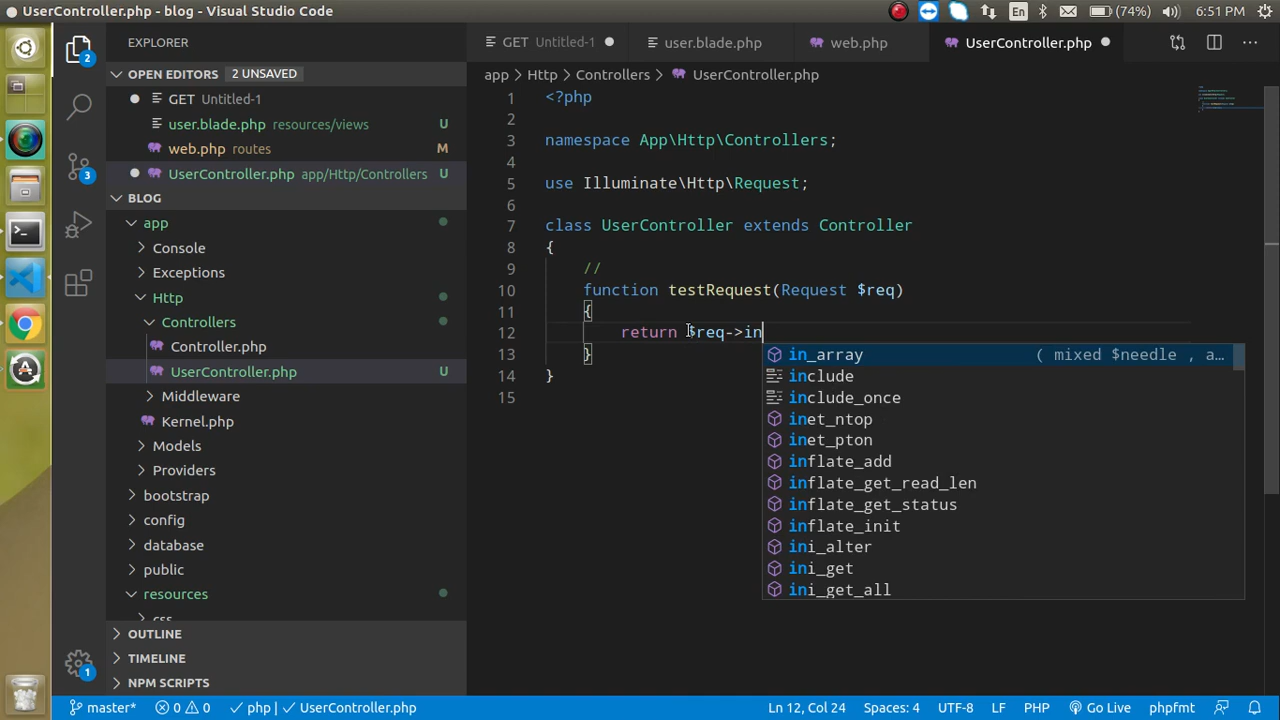 UserController.php - blog - Visual Studio Code
En
(74%)
6:51 PM
EXPLORER
GET Untitled-1
user.blade.php
web.php
UserController.php
OPEN EDITORS 2 UNSAVED
GET Untitled-1
user.blade.php resources/views U
web.php routes M
UserController.php app/Http/Controllers U
BLOG
app
Console
Exceptions
Http
Controllers
Controller.php
UserController.php U
Middleware
Kernel.php
Models
Providers
bootstrap
config
database
public
resources
css
OUTLINE
TIMELINE
NPM SCRIPTS
2
3
1
app > Http > Controllers > UserController.php
1 <?php
2
3 namespace App\Http\Controllers;
4
5 use Illuminate\Http\Request;
6
7 class UserController extends Controller
8 {
9 //
10 function testRequest(Request $req)
11 {
12 return $req->in
13 }
14 }
15
in_array ( mixed $needle , a...
include
include_once
inet_ntop
inet_pton
inflate_add
inflate_get_read_len
inflate_get_status
inflate_init
ini_alter
ini_get
ini_get_all
master* 0 0 php | UserController.php Ln 12, Col 24 Spaces: 4 UTF-8 LF PHP Go Live phpfmt